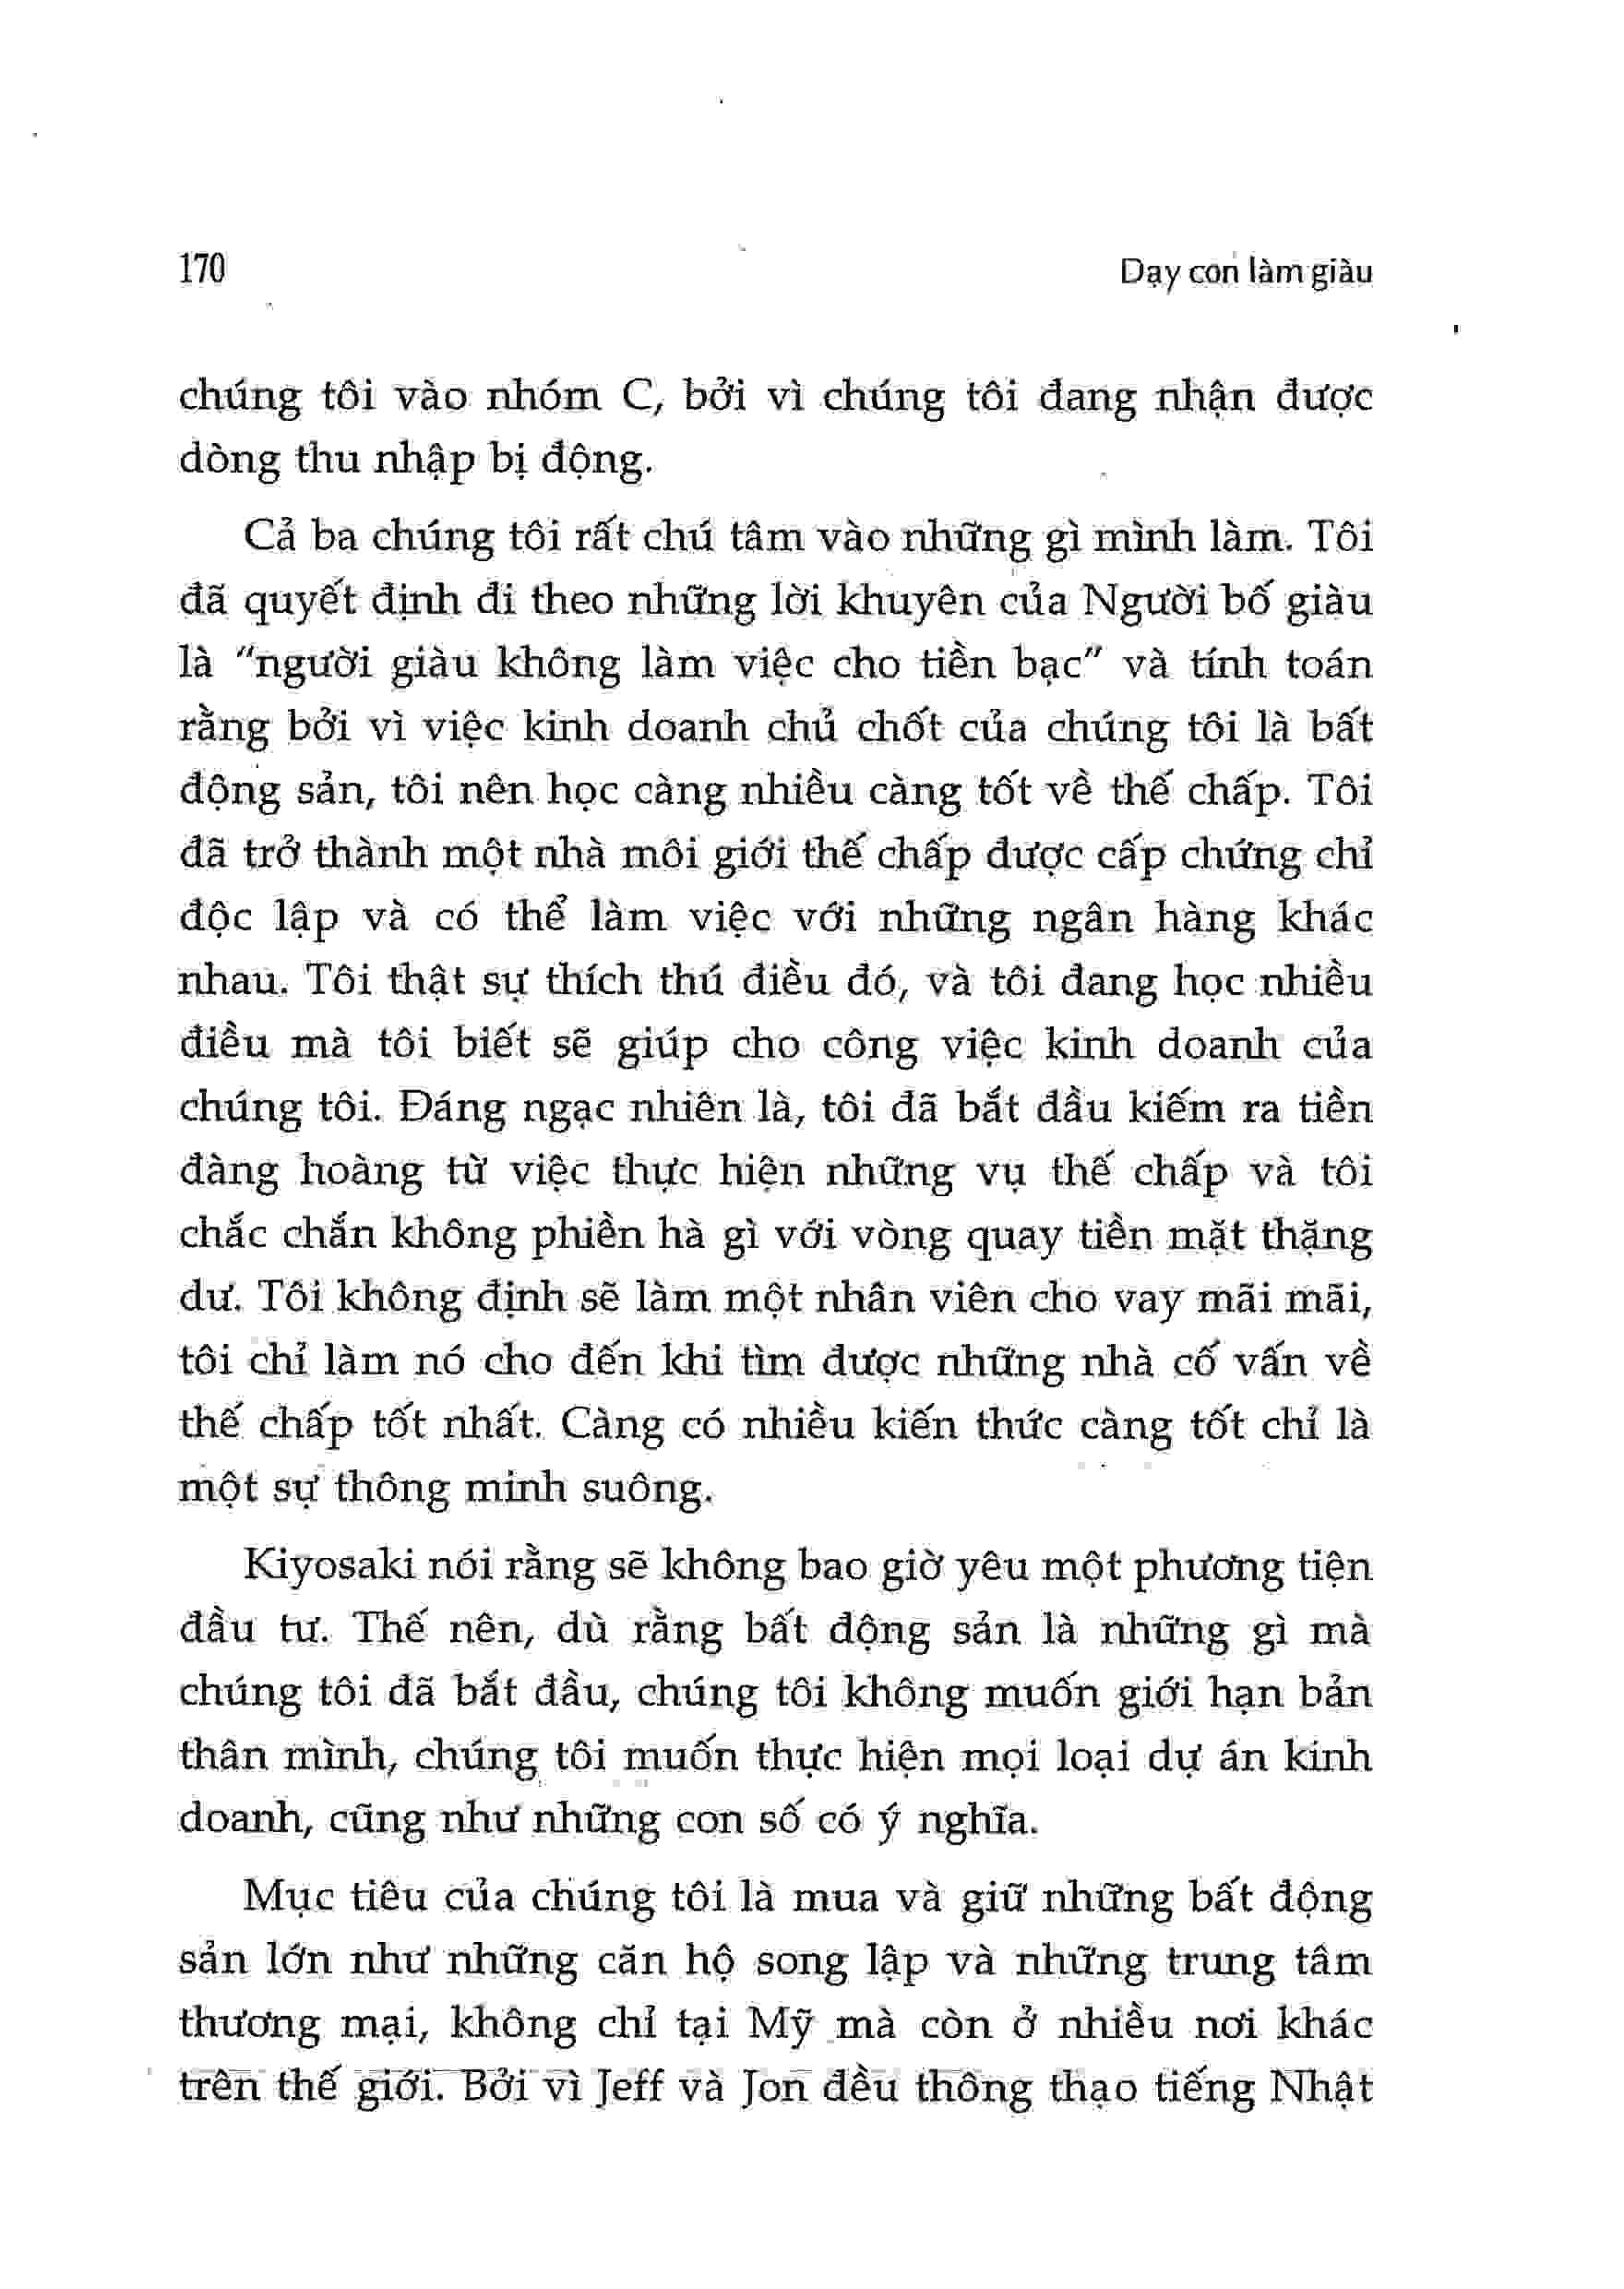 170
Dạy con làm giàu
chúng tôi vào nhóm C, bởi vì chúng tôi đang nhận được
dòng thu nhập bị động.
Cả ba chúng tôi rất chú tâm vào những gì mình làm. Tôi
đã quyết định đi theo những lời khuyên của Người bố giàu
là "người giàu không làm việc cho tiền bạc" và tính toán
rằng bởi vì việc kinh doanh chủ chốt của chúng tôi là bất
động sản, tôi nên học càng nhiều càng tốt về thế chấp. Tôi
đã trở thành một nhà môi giới thế chấp được cấp chứng chỉ
độc lập và có thể làm việc với những ngân hàng khác
nhau. Tôi thật sự thích thú điều đó, và tôi đang học nhiều
điều mà tôi biết sẽ giúp cho công việc kinh doanh của
chúng tôi. Đáng ngạc nhiên là, tôi đã bắt đầu kiếm ra tiền
đàng hoàng từ việc thực hiện những vụ thế chấp và tôi
chắc chắn không phiền hà gì với vòng quay tiền mặt thặng
dư. Tôi không định sẽ làm một nhân viên cho vay mãi mãi,
tôi chỉ làm nó cho đến khi tìm được những nhà cố vấn về
thế chấp tốt nhất. Càng có nhiều kiến thức càng tốt chỉ là
một sự thông minh suông.
Kiyosaki nói rằng sẽ không bao giờ yêu một phương tiện
đầu tư. Thế nên, dù rằng bất động sản là những gì mà
chúng tôi đã bắt đầu, chúng tôi không muốn giới hạn bản
thân mình, chúng tôi muốn thực hiện mọi loại dự án kinh
doanh, cũng như những con số có ý nghĩa.
Mục tiêu của chúng tôi là mua và giữ những bất động
sản lớn như những căn hộ song lập và những trung tâm
thương mại, không chỉ tại Mỹ mà còn ở nhiều nơi khác
trên thế giới. Bởi vì Jeff và Jon đều thông thạo tiếng Nhật